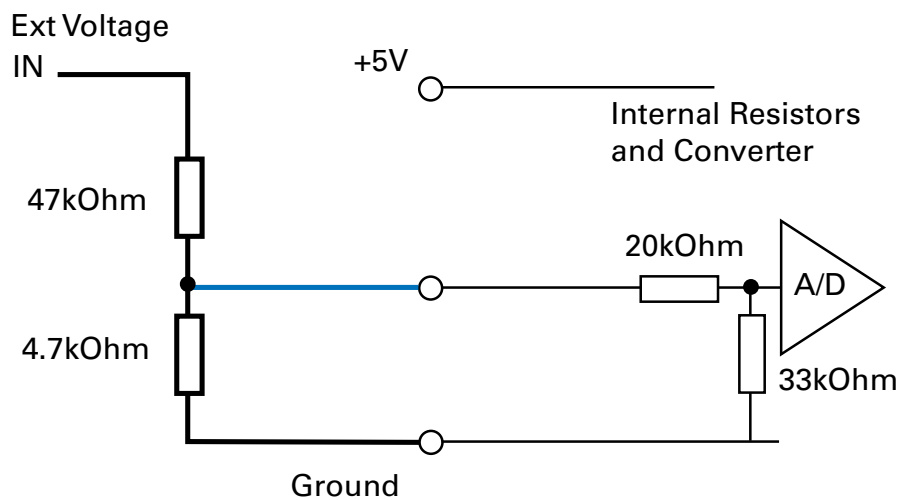 Ext Voltage
IN
+5V
Internal Resistors
and Converter
47kOhm
20kOhm
A/D
4.7kOhm
33kOhm
Ground